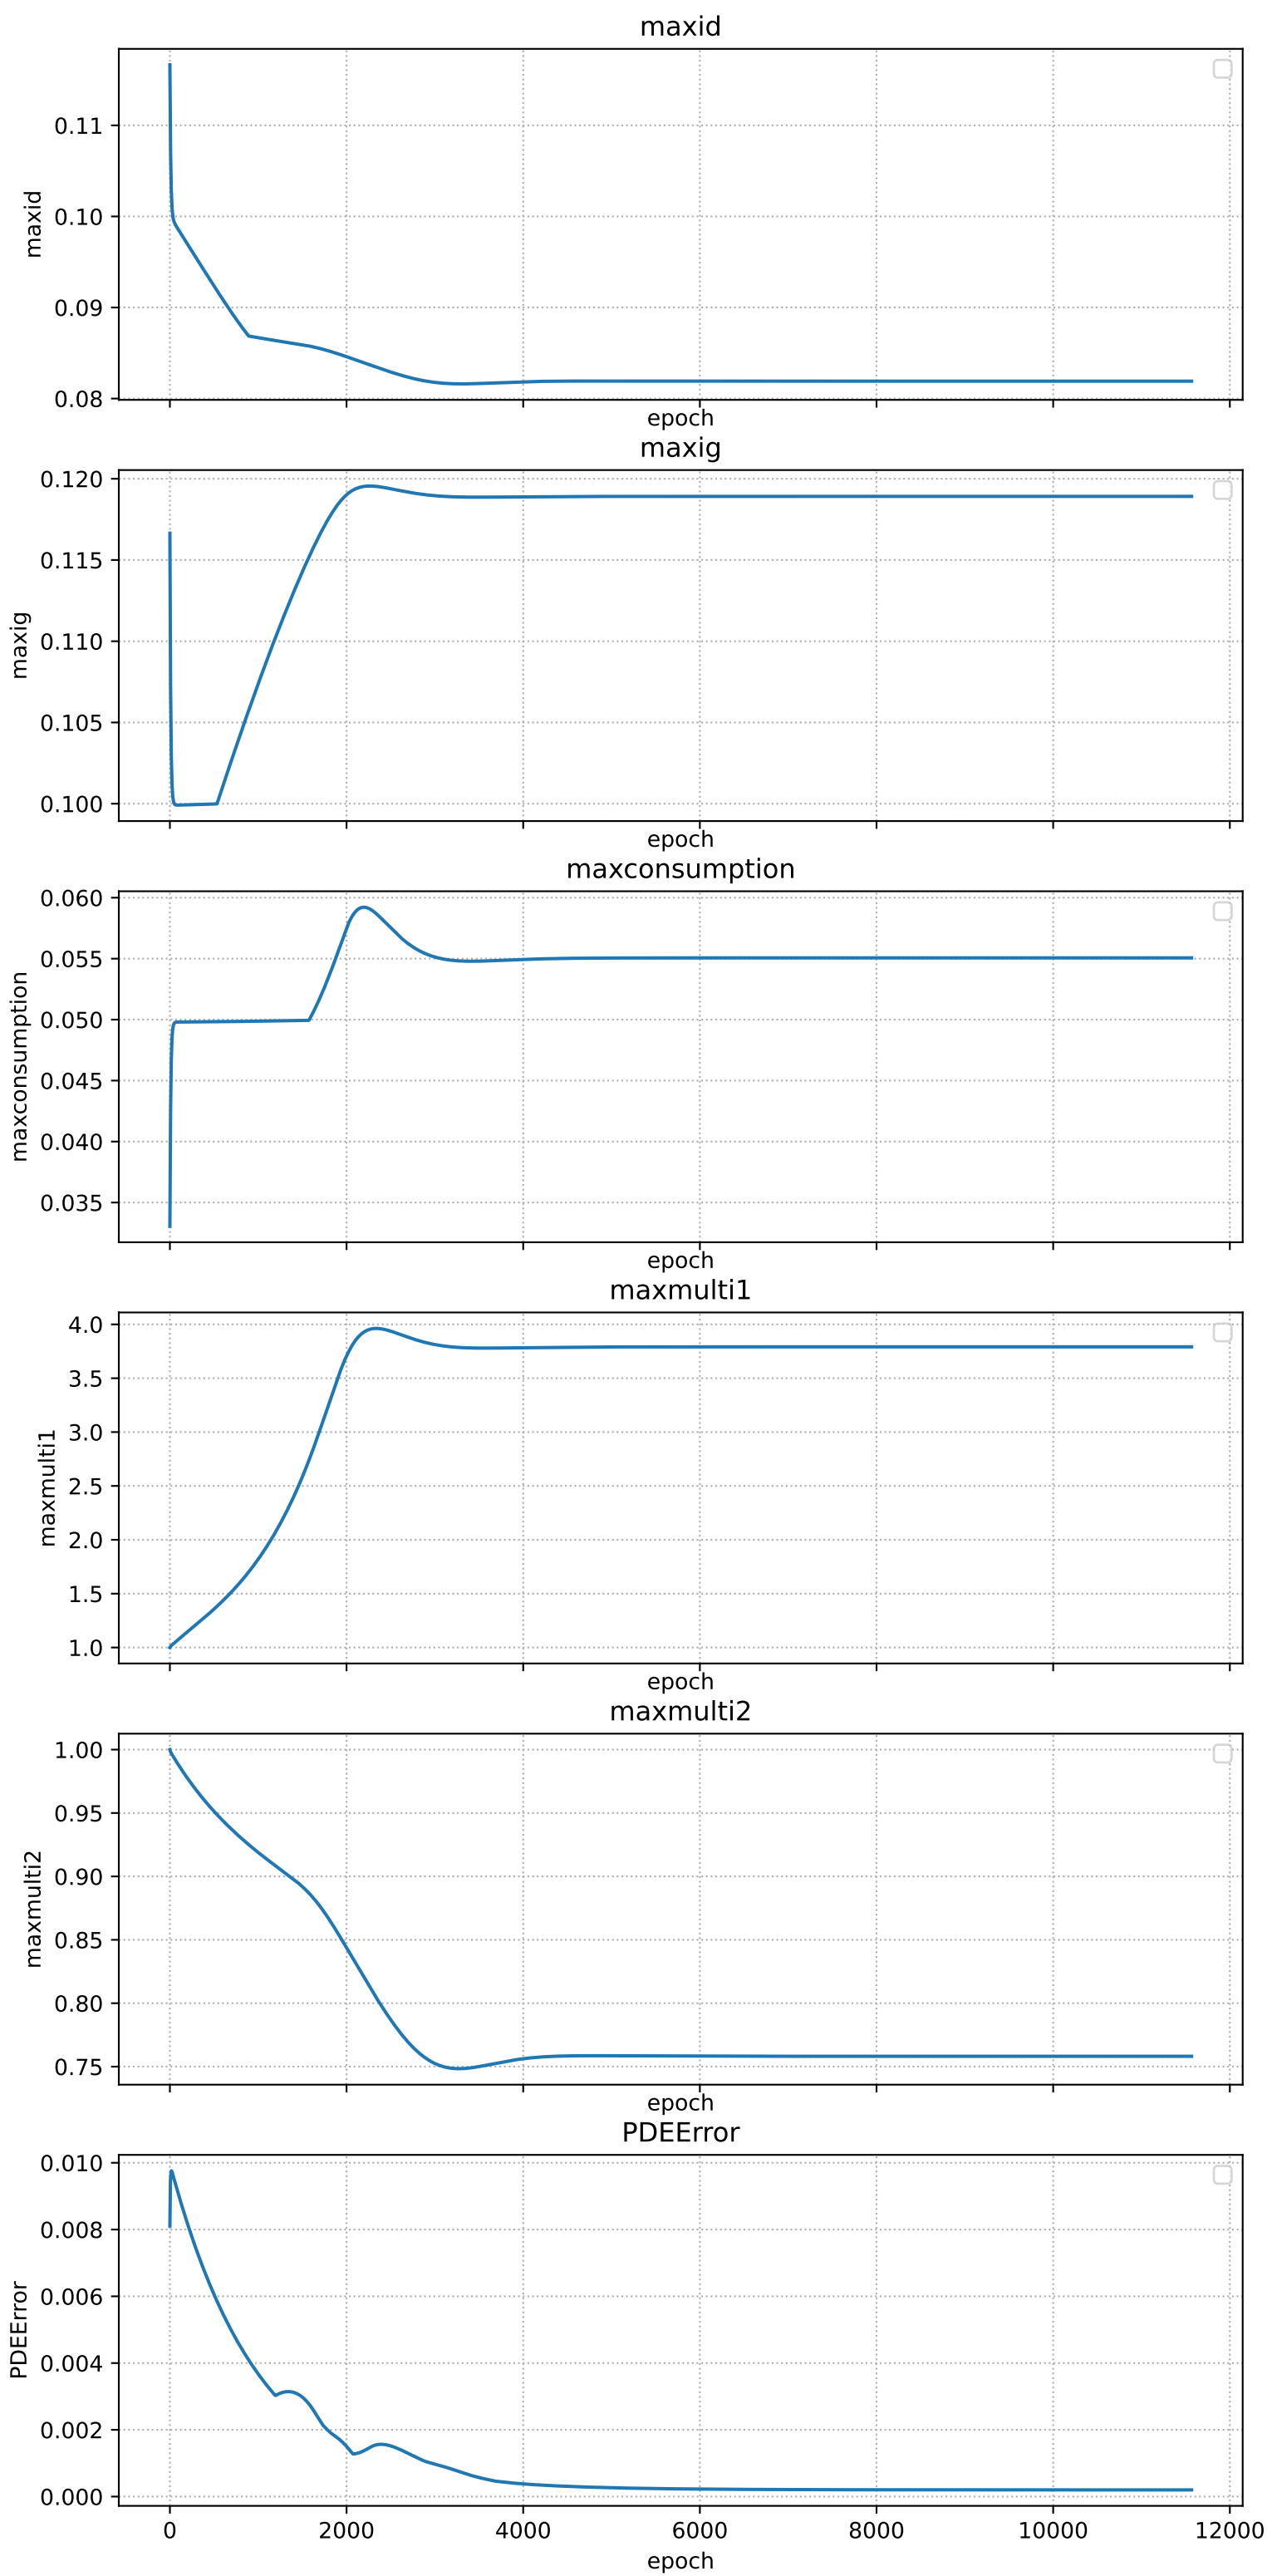 maxid
0.11
0.10
0.09
0.08
maxid
epoch
maxig
0.120
0.115
0.110
0.105
0.100
maxig
epoch
maxconsumption
0.060
0.055
0.050
0.045
0.040
0.035
maxconsumption
epoch
maxmulti1
4.0
3.5
3.0
2.5
2.0
1.5
1.0
maxmulti1
epoch
maxmulti2
1.00
0.95
0.90
0.85
0.80
0.75
maxmulti2
epoch
PDEError
0.010
0.008
0.006
0.004
0.002
0.000
PDEError
0 2000 4000 6000 8000 10000 12000
epoch